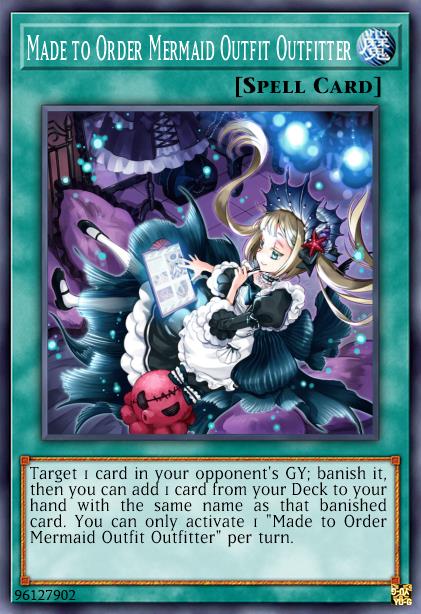 Made to Order Mermaid Outfit Outfitter 魔
[Spell Card]
Target 1 card in your opponent's GY; banish it,
then you can add 1 card from your Deck to your
hand with the same name as that banished
card. You can only activate 1 "Made to Order
Mermaid Outfit Outfitter" per turn.
96127902